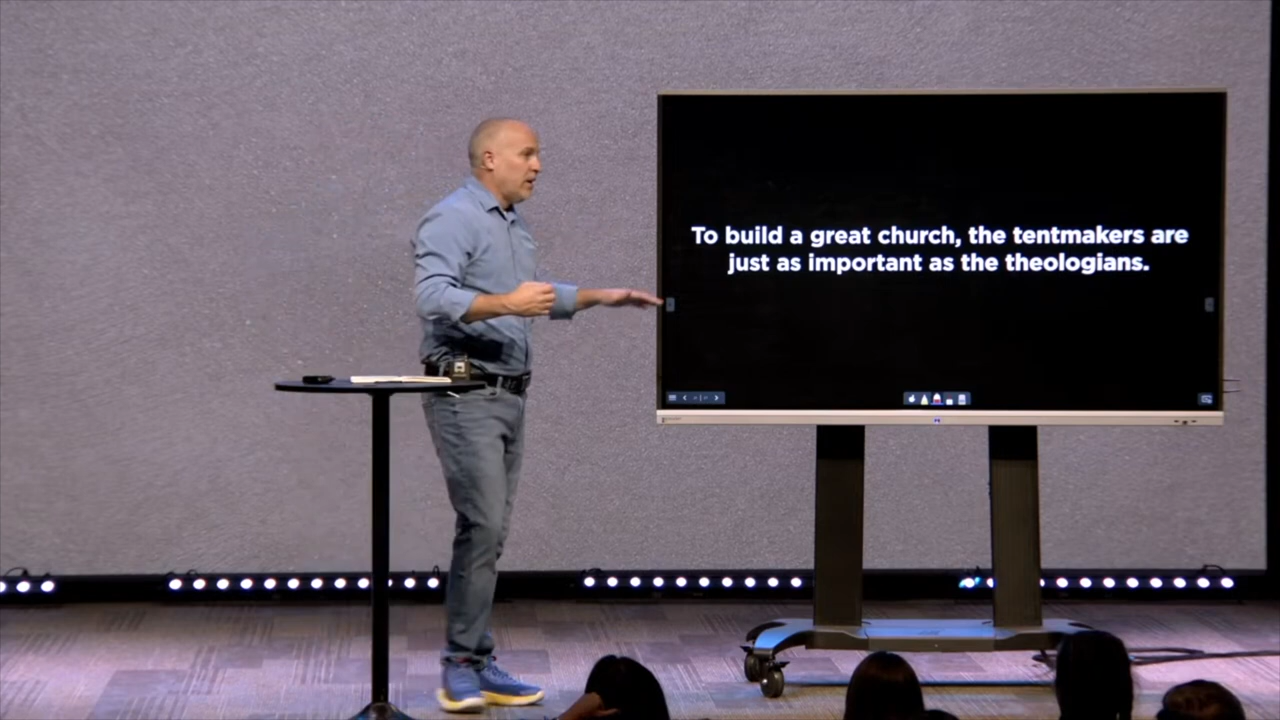 To build a great church, the tentmakers are
just as important as the theologians.